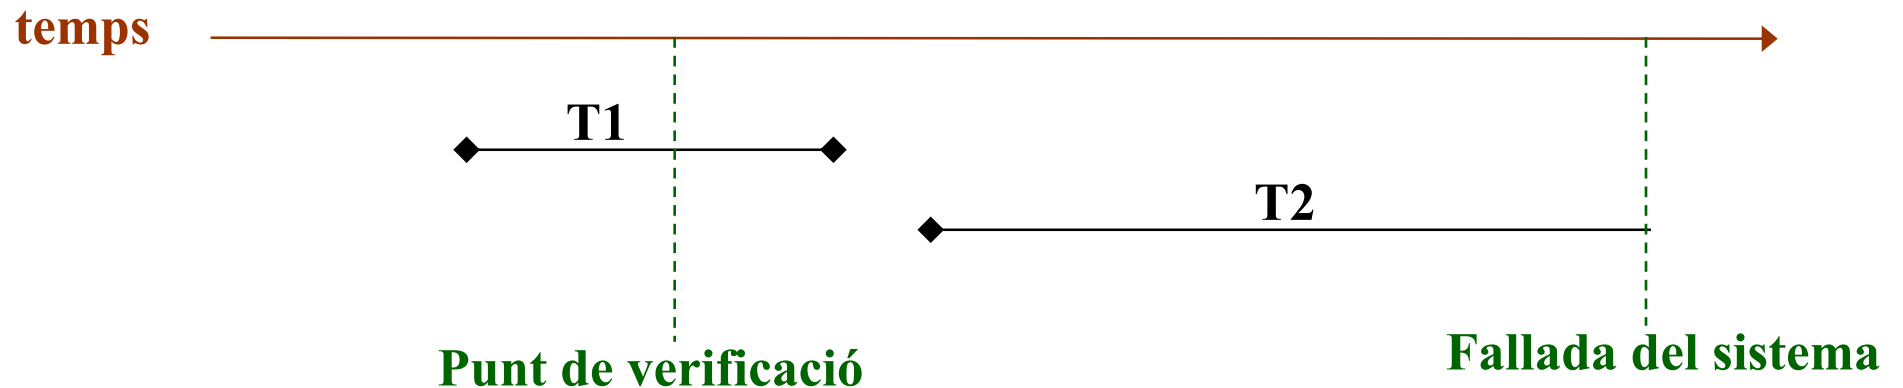 temps
T1
T2
Punt de verificació
Fallada del sistema